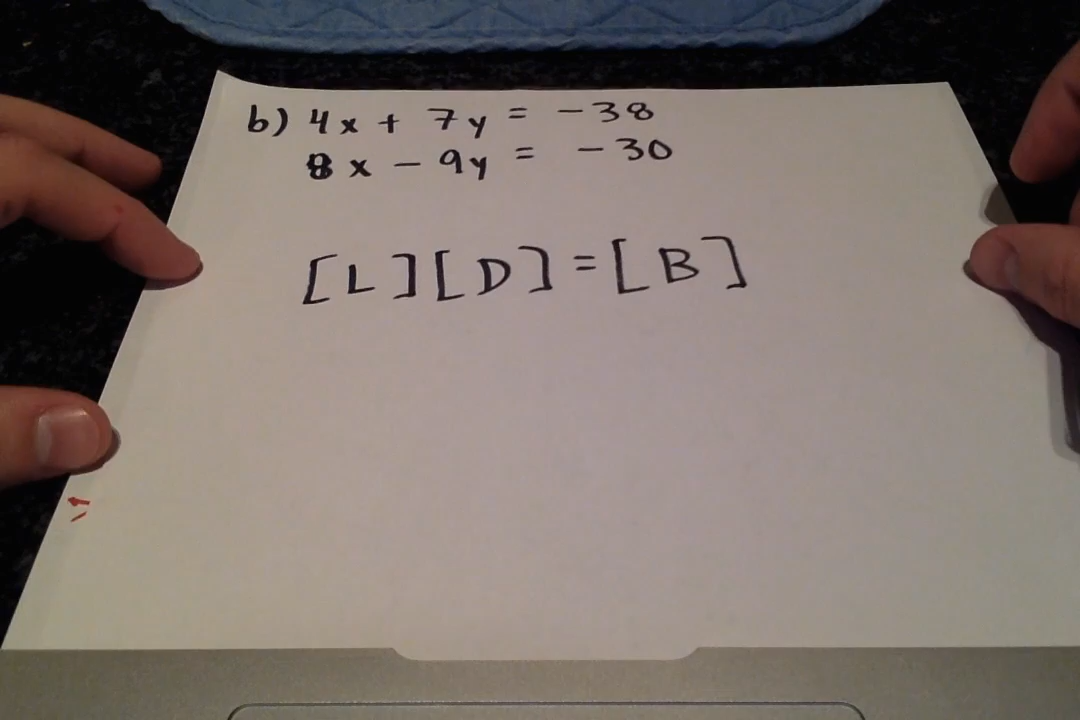 b) 4x + 7y = -38
8x - 9y = -30
[L][D]=[B]